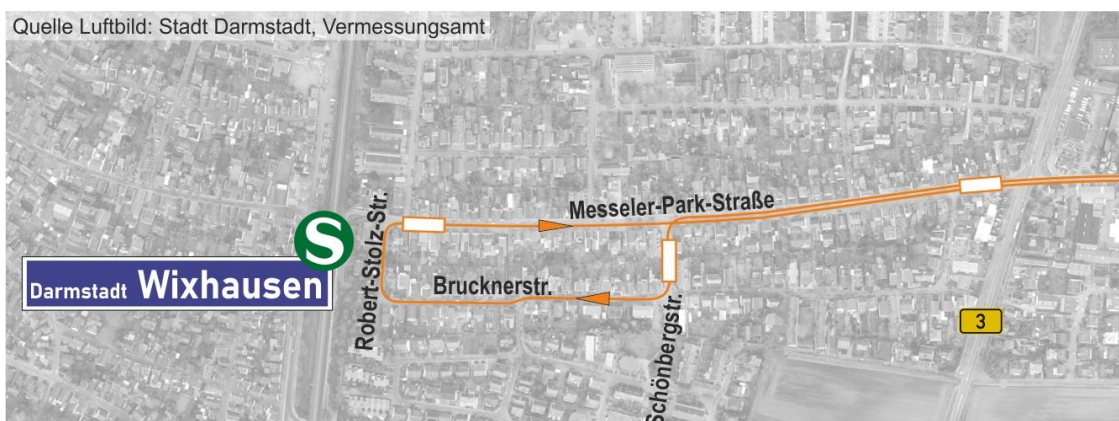 Quelle Luftbild: Stadt Darmstadt, Vermessungsamt
Messeler-Park-Straße
Robert-Stolz-Str.
S
Darmstadt Wixhausen
Brucknerstr.
Schönbergstr.
3